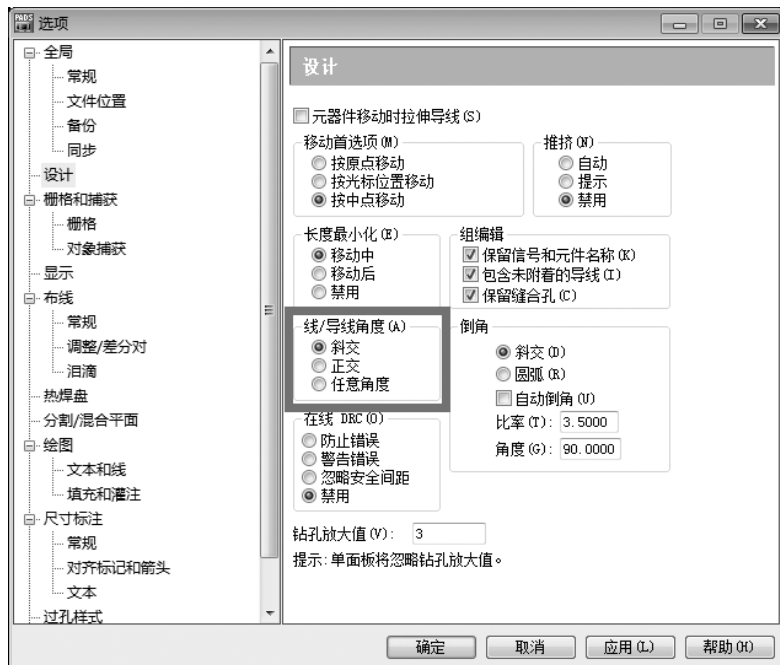 PADS 选项
全局
常规
文件位置
备份
同步
设计
栅格和捕获
栅格
对象捕获
显示
布线
常规
调整/差分对
泪滴
热焊盘
分割/混合平面
绘图
文本和线
填充和灌注
尺寸标注
常规
对齐标记和箭头
文本
过孔样式
设计
元器件移动时拉伸导线(S)
移动首选项(M)
按原点移动
按光标位置移动
按中点移动
推挤(N)
自动
提示
禁用
长度最小化(E)
移动中
移动后
禁用
组编辑
保留信号和元件名称(K)
包含未附着的导线(I)
保留缝合孔(C)
线/导线角度(A)
斜交
正交
任意角度
倒角
斜交(D)
圆弧(R)
自动倒角(U)
比率(T): 3.5000
角度(G): 90.0000
在线 DRC(O)
防止错误
警告错误
忽略安全间距
禁用
钻孔放大值(V): 3
提示:单面板将忽略钻孔放大值。
确定 取消 应用(L) 帮助(H)